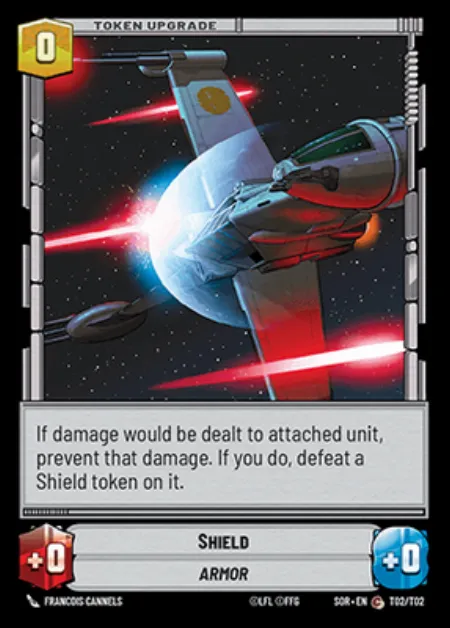 TOKEN UPGRADE
0
If damage would be dealt to attached unit,
prevent that damage. If you do, defeat a
Shield token on it.
SHIELD
+0
ARMOR
+0
FRANCOIS CANNELS
©LFL ©FFG
SOR • EN C T02/T02